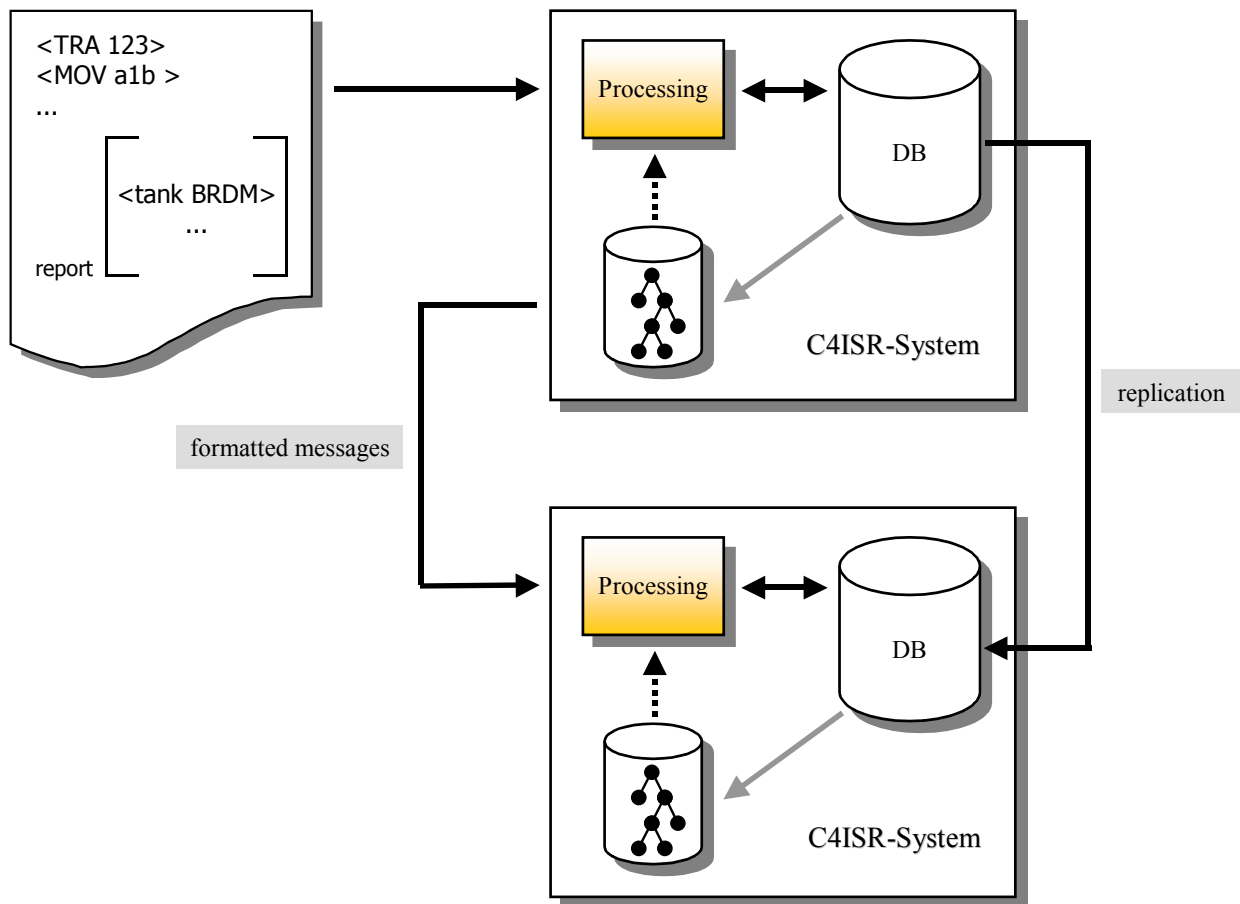 <TRA 123>
<MOV a1b >
...
<tank BRDM>
...
report
Processing
DB
C4ISR-System
replication
formatted messages
Processing
DB
C4ISR-System